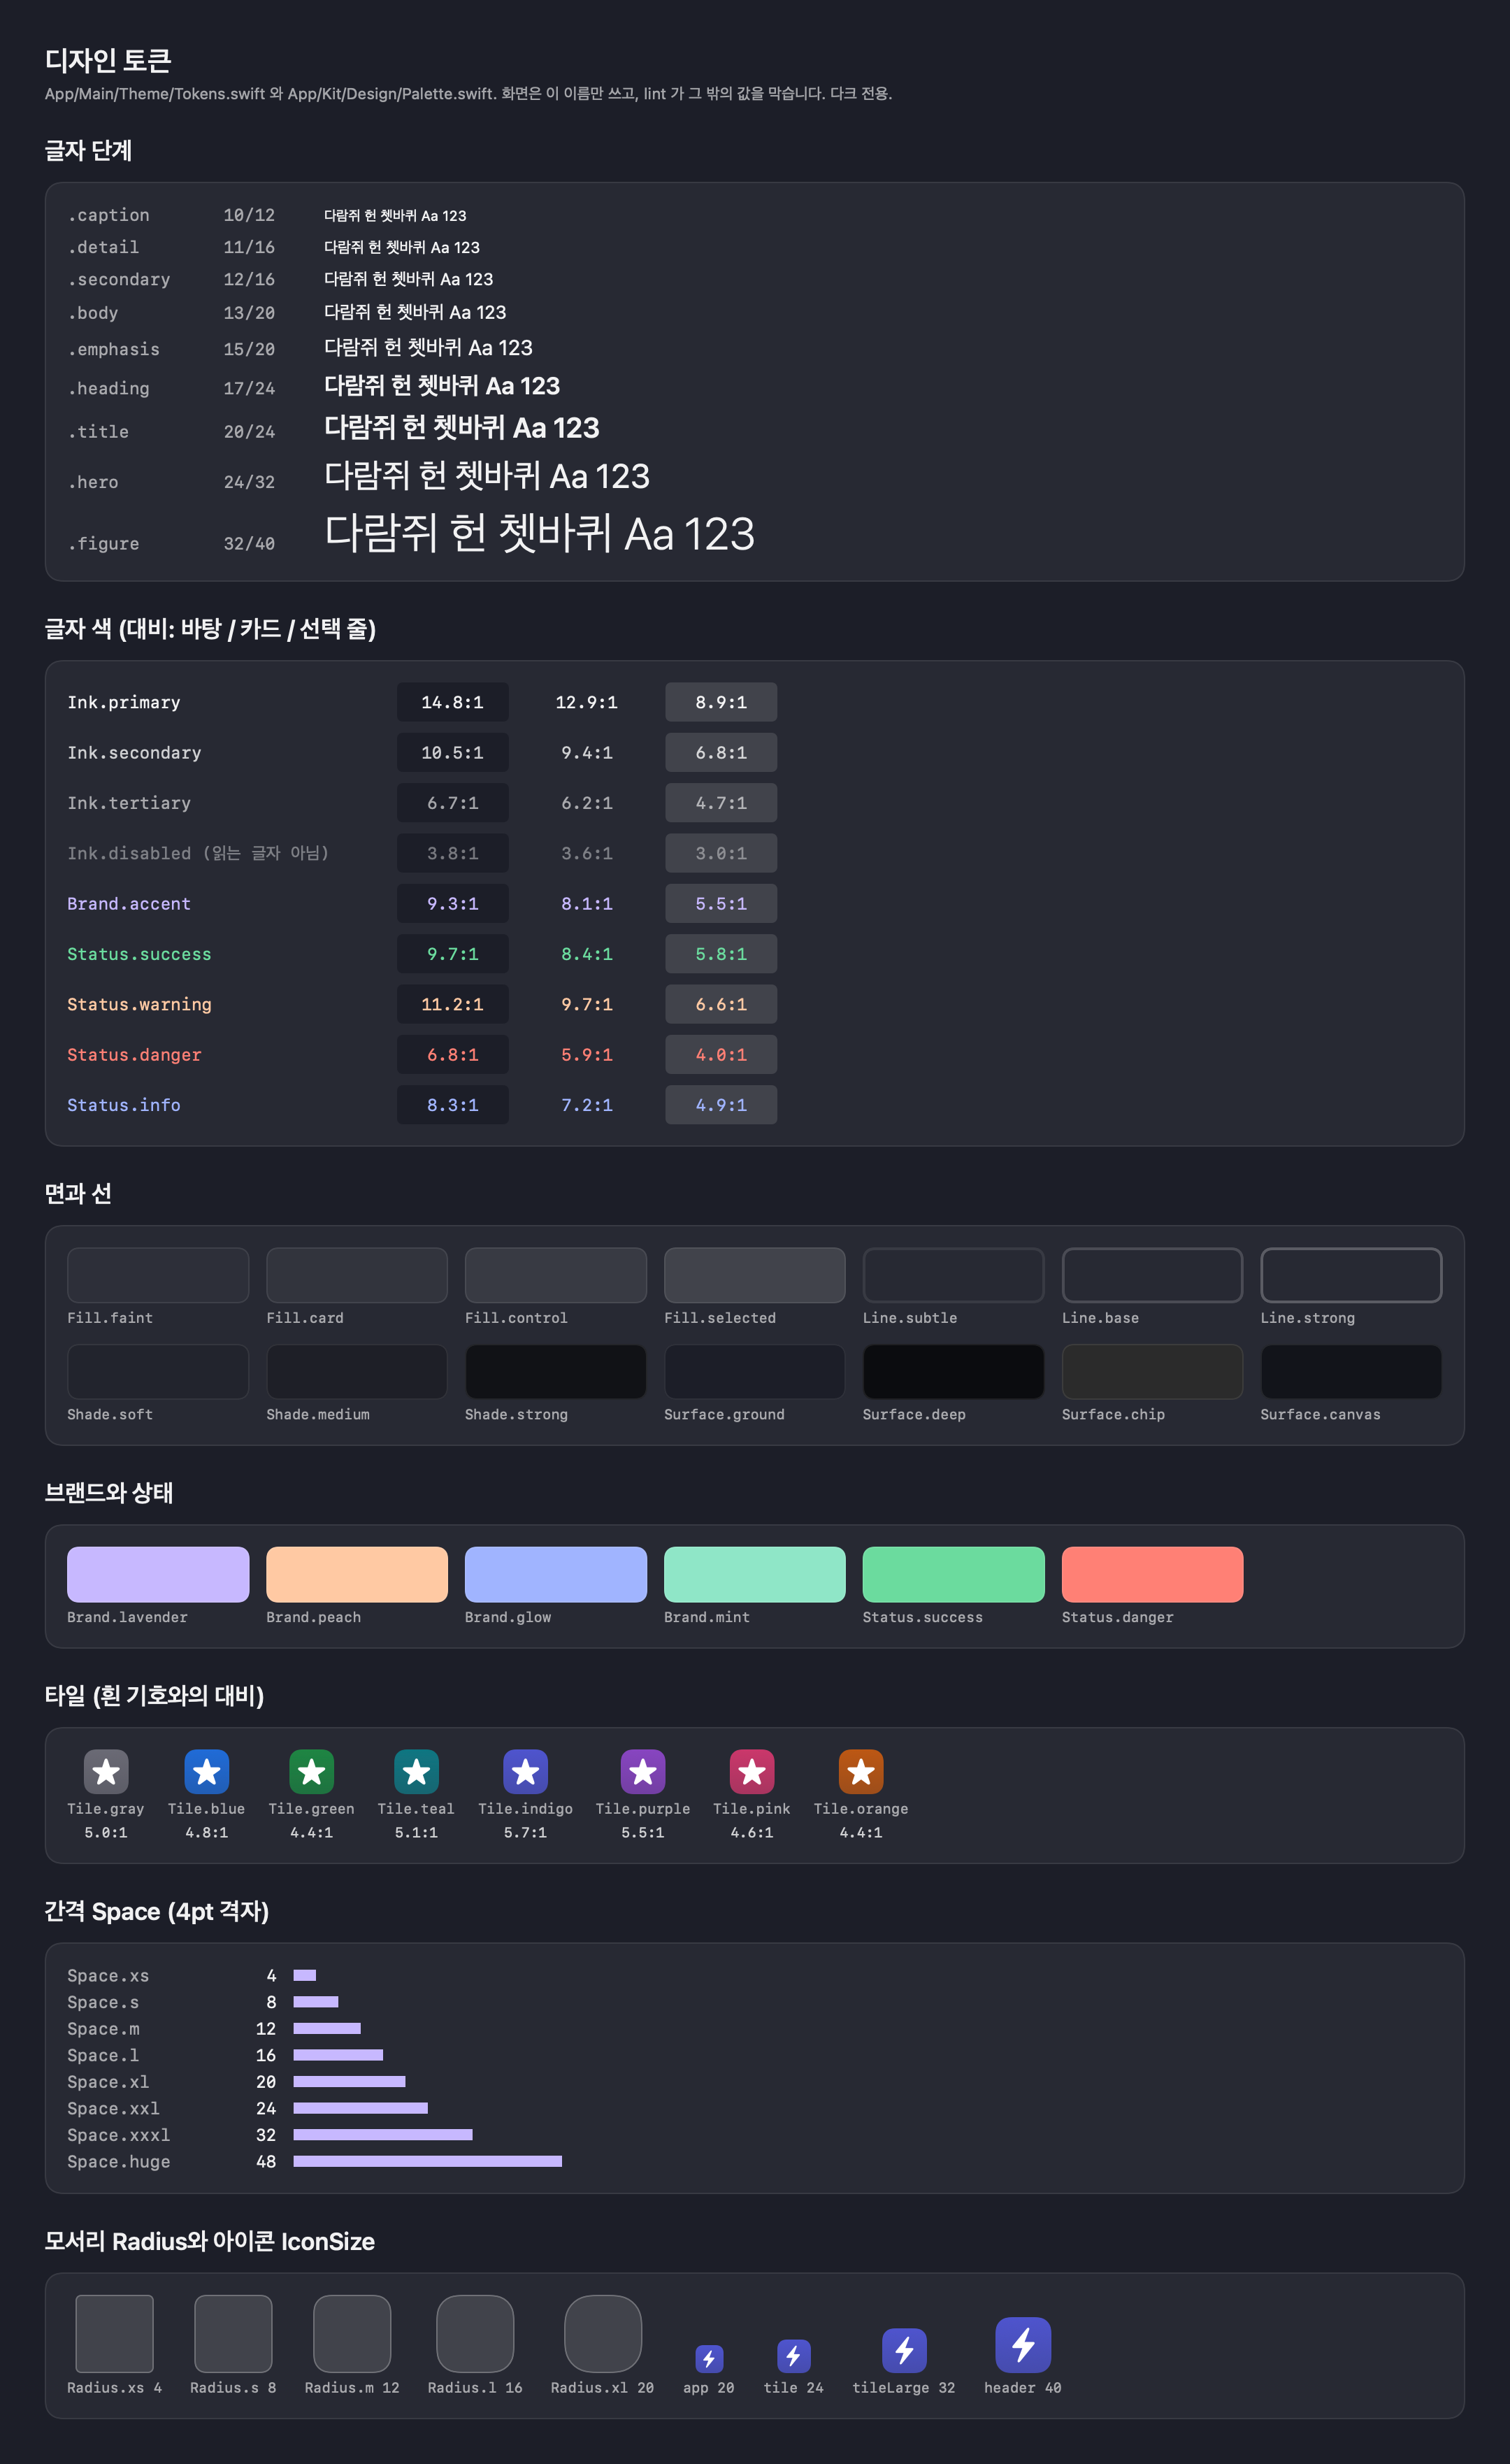 디자인 토큰
App/Main/Theme/Tokens.swift 와 App/Kit/Design/Palette.swift. 화면은 이 이름만 쓰고, lint 가 그 밖의 값을 막습니다. 다크 전용.
글자 단계
.caption 10/12 다람쥐 헌 쳇바퀴 Aa 123
.detail 11/16 다람쥐 헌 쳇바퀴 Aa 123
.secondary 12/16 다람쥐 헌 쳇바퀴 Aa 123
.body 13/20 다람쥐 헌 쳇바퀴 Aa 123
.emphasis 15/20 다람쥐 헌 쳇바퀴 Aa 123
.heading 17/24 다람쥐 헌 쳇바퀴 Aa 123
.title 20/24 다람쥐 헌 쳇바퀴 Aa 123
.hero 24/32 다람쥐 헌 쳇바퀴 Aa 123
.figure 32/40 다람쥐 헌 쳇바퀴 Aa 123
글자 색 (대비: 바탕 / 카드 / 선택 줄)
Ink.primary 14.8:1 12.9:1 8.9:1
Ink.secondary 10.5:1 9.4:1 6.8:1
Ink.tertiary 6.7:1 6.2:1 4.7:1
Ink.disabled (읽는 글자 아님) 3.8:1 3.6:1 3.0:1
Brand.accent 9.3:1 8.1:1 5.5:1
Status.success 9.7:1 8.4:1 5.8:1
Status.warning 11.2:1 9.7:1 6.6:1
Status.danger 6.8:1 5.9:1 4.0:1
Status.info 8.3:1 7.2:1 4.9:1
면과 선
Fill.faint Fill.card Fill.control Fill.selected Line.subtle Line.base Line.strong
Shade.soft Shade.medium Shade.strong Surface.ground Surface.deep Surface.chip Surface.canvas
브랜드와 상태
Brand.lavender Brand.peach Brand.glow Brand.mint Status.success Status.danger
타일 (흰 기호와의 대비)
Tile.gray Tile.blue Tile.green Tile.teal Tile.indigo Tile.purple Tile.pink Tile.orange
5.0:1 4.8:1 4.4:1 5.1:1 5.7:1 5.5:1 4.6:1 4.4:1
간격 Space (4pt 격자)
Space.xs 4
Space.s 8
Space.m 12
Space.l 16
Space.xl 20
Space.xxl 24
Space.xxxl 32
Space.huge 48
모서리 Radius와 아이콘 IconSize
Radius.xs 4 Radius.s 8 Radius.m 12 Radius.l 16 Radius.xl 20 app 20 tile 24 tileLarge 32 header 40